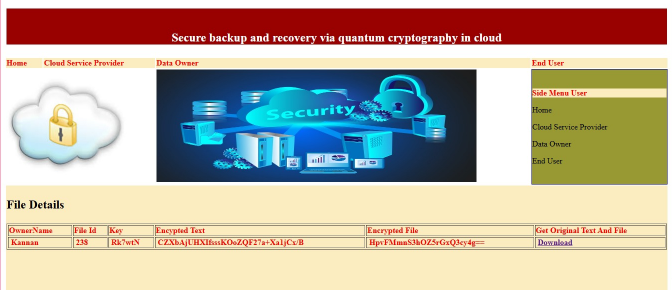 Secure backup and recovery via quantum cryptography in cloud
Home Cloud Service Provider Data Owner End User
Security
Side Menu User
Home
Cloud Service Provider
Data Owner
End User
File Details
OwnerName File Id Key Encypted Text Encrypted File Get Original Text And File
Kannan 238 Rk7wtN CZXbAjUHXIfsssKOoZQF27a+Xa1jCx/B HpvFMmnS3hOZ5rGxQ3cy4g== Download